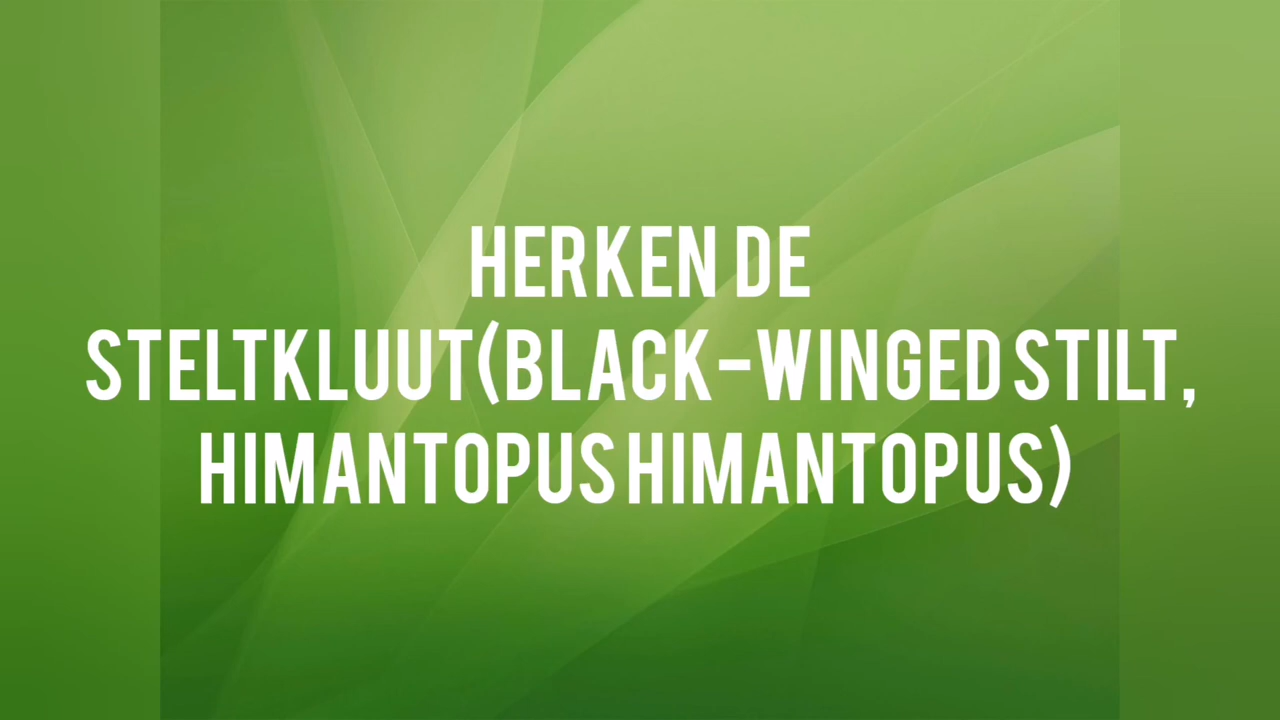 HERKEN DE
STELTKLUUT(BLACK-WINGED STILT,
HIMANTOPUS HIMANTOPUS)